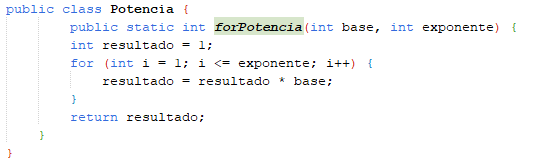 public class Potencia {
public static int forPotencia(int base, int exponente) {
int resultado = 1;
for (int i = 1; i <= exponente; i++) {
resultado = resultado * base;
}
return resultado;
}
}